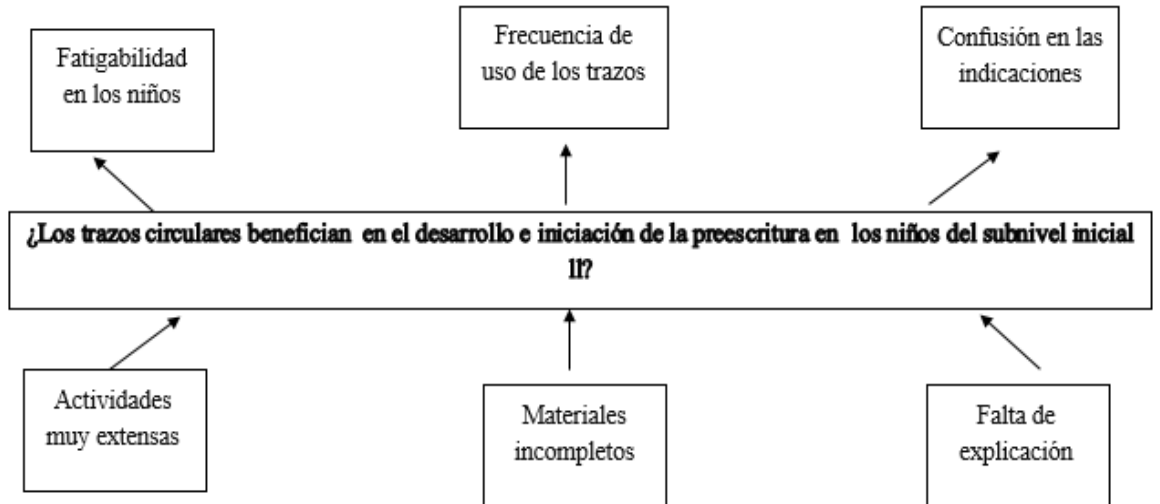 Fatigabilidad
en los niños
Frecuencia de
uso de los trazos
Confusión en las
indicaciones
¿Los trazos circulares benefician en el desarrollo e iniciación de la preescritura en los niños del subnivel inicial
ll?
Actividades
muy extensas
Materiales
incompletos
Falta de
explicación